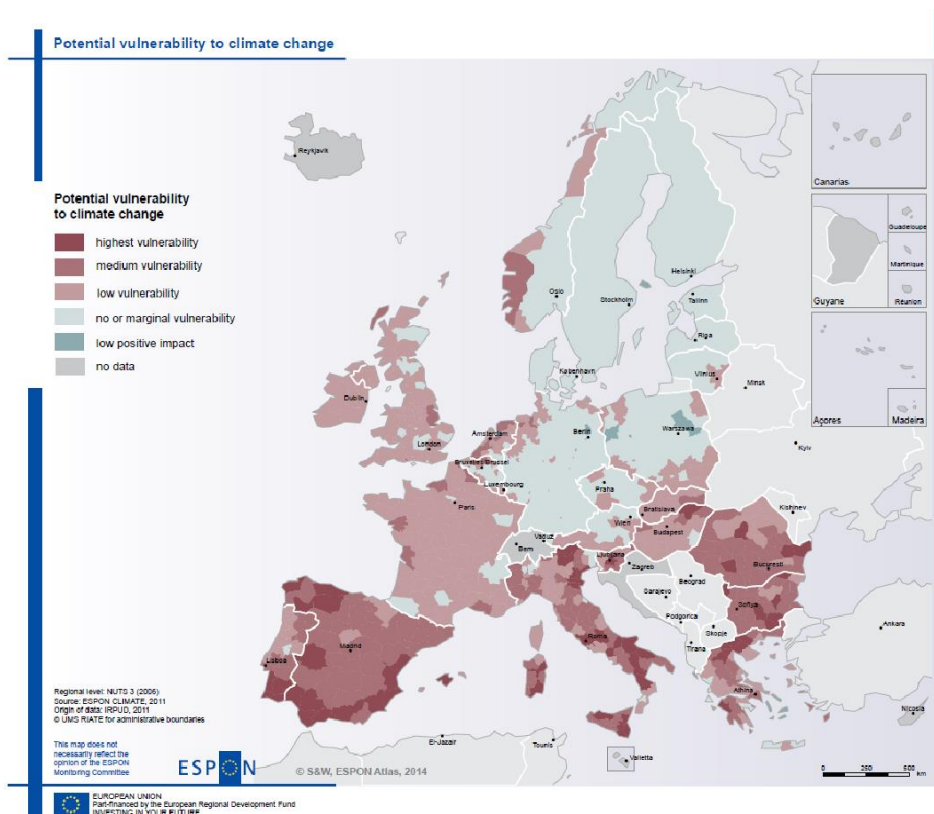 Potential vulnerability to climate change
Reykjavik
Canarias
Potential vulnerability
to climate change
highest vulnerability
medium vulnerability
low vulnerability
no or marginal vulnerability
low positive impact
no data
Guadeloupe
Martinique
Guyane
Réunion
Helsinki
Oslo
Stockholm
Tallinn
Riga
Açores
Madeira
København
Vilnius
Minsk
Dublin
Berlin
Warszawa
Amsterdam
London
Kyiv
Bruxelles/Brussel
Luxembourg
Praha
Paris
Kishinev
Bratislava
Wien
Budapest
Vaduz
Bern
Ljubljana
Zagreb
Bucuresti
Beograd
Sarajevo
Sofiya
Podgorica
Skopje
Ankara
Madrid
Roma
Tirana
Lisboa
Athina
Nicosia
Regional level: NUTS 3 (2006)
Source: ESPON CLIMATE, 2011
Origin of data: IRPUD, 2011
© UMS RIATE for administrative boundaries
This map does not
necessarily reflect the
opinion of the ESPON
Monitoring Committee
ESPON
© S&W, ESPON Atlas, 2014
El-Jazair
Tounis
Valletta
0 250 500
km
EUROPEAN UNION
Part-financed by the European Regional Development Fund
INVESTING IN YOUR FUTURE